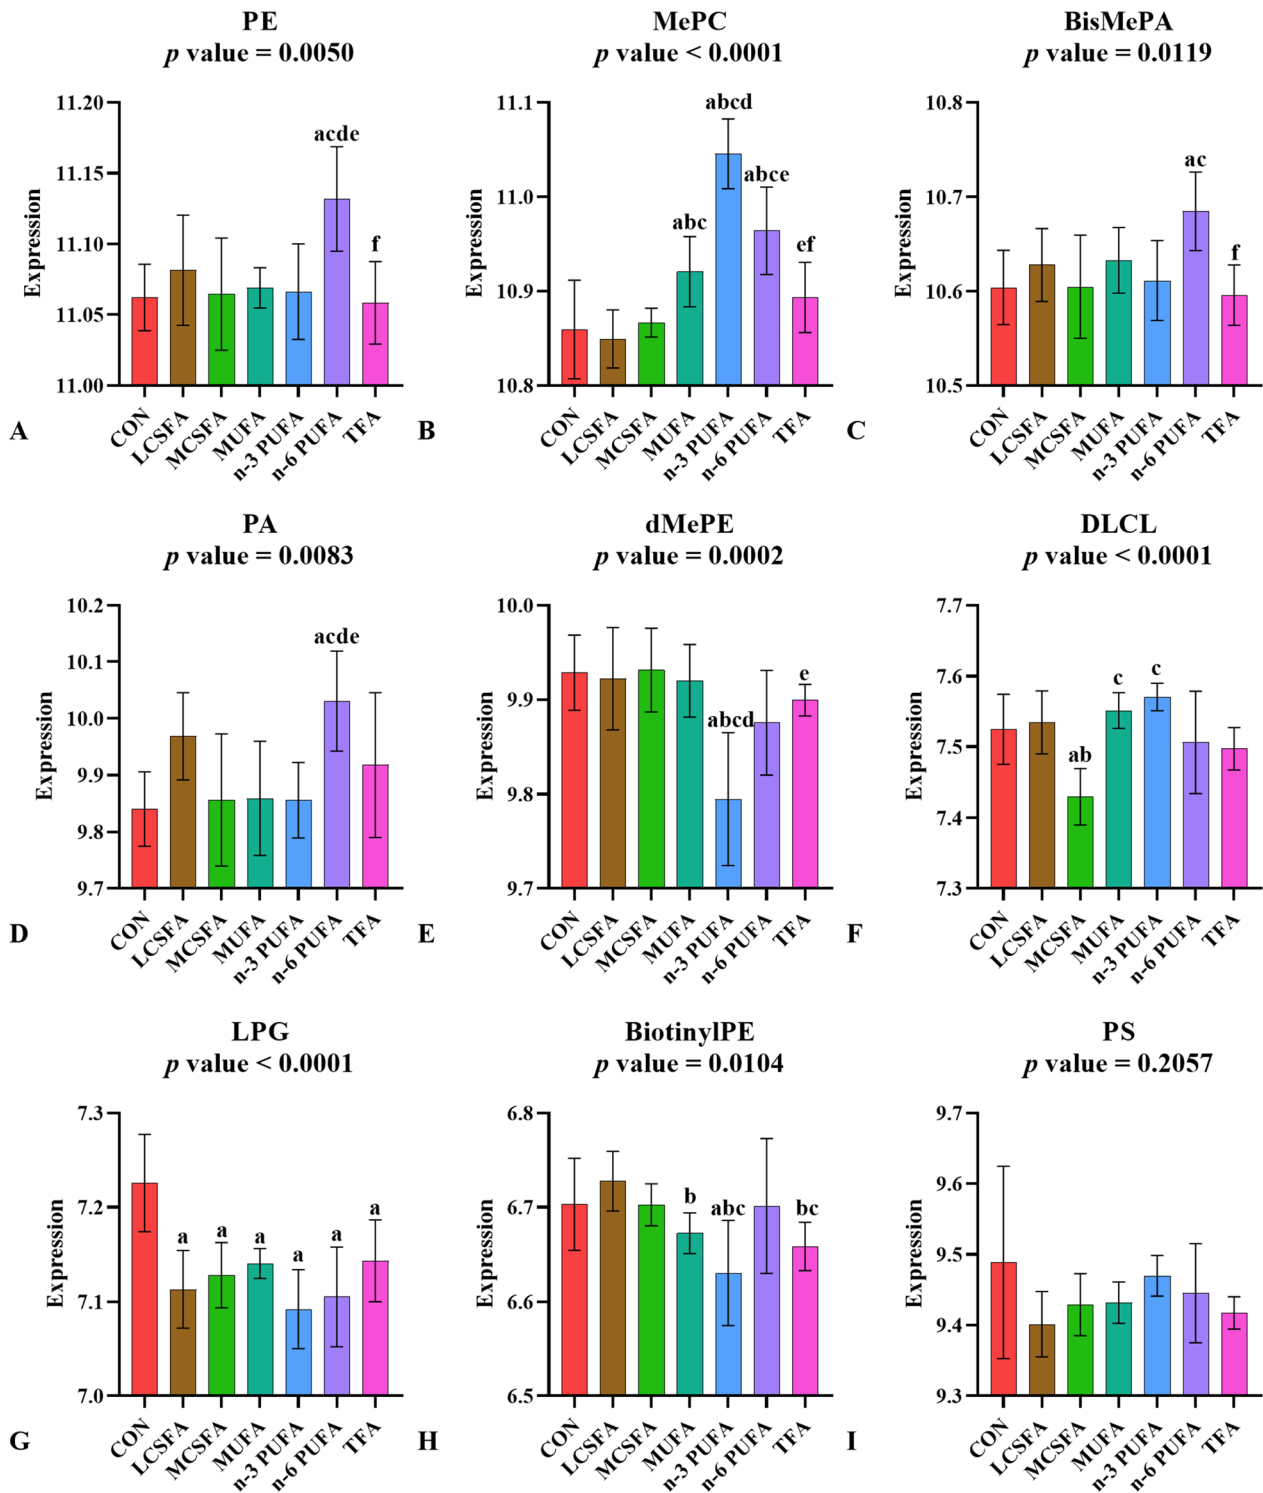 PE
p value = 0.0050
Expression
11.20
11.15
11.10
11.05
11.00
acde
f
CON
LCSFA
MCSFA
MUFA
n-3 PUFA
n-6 PUFA
TFA
A
MePC
p value < 0.0001
Expression
11.1
11.0
10.9
10.8
abc
abcd
abce
ef
CON
LCSFA
MCSFA
MUFA
n-3 PUFA
n-6 PUFA
TFA
B
BisMePA
p value = 0.0119
Expression
10.8
10.7
10.6
10.5
ac
f
CON
LCSFA
MCSFA
MUFA
n-3 PUFA
n-6 PUFA
TFA
C
PA
p value = 0.0083
Expression
10.2
10.1
10.0
9.9
9.8
9.7
acde
CON
LCSFA
MCSFA
MUFA
n-3 PUFA
n-6 PUFA
TFA
D
dMePE
p value = 0.0002
Expression
10.0
9.9
9.8
9.7
abcd
e
CON
LCSFA
MCSFA
MUFA
n-3 PUFA
n-6 PUFA
TFA
E
DLCL
p value < 0.0001
Expression
7.7
7.6
7.5
7.4
7.3
ab
c
c
CON
LCSFA
MCSFA
MUFA
n-3 PUFA
n-6 PUFA
TFA
F
LPG
p value < 0.0001
Expression
7.3
7.2
7.1
7.0
a
a
a
a
a
a
CON
LCSFA
MCSFA
MUFA
n-3 PUFA
n-6 PUFA
TFA
G
BiotinylPE
p value = 0.0104
Expression
6.8
6.7
6.6
6.5
b
abc
bc
CON
LCSFA
MCSFA
MUFA
n-3 PUFA
n-6 PUFA
TFA
H
PS
p value = 0.2057
Expression
9.7
9.6
9.5
9.4
9.3
CON
LCSFA
MCSFA
MUFA
n-3 PUFA
n-6 PUFA
TFA
I